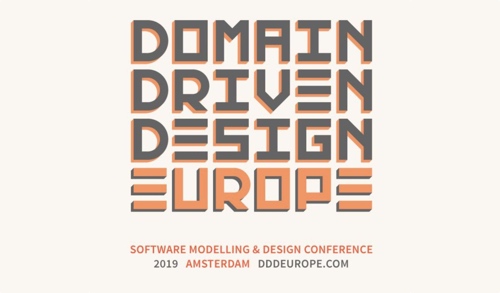 DOMAIN
DRIVEN
DESIGN
EUROPE
SOFTWARE MODELLING & DESIGN CONFERENCE
2019 AMSTERDAM DDDEUROPE.COM